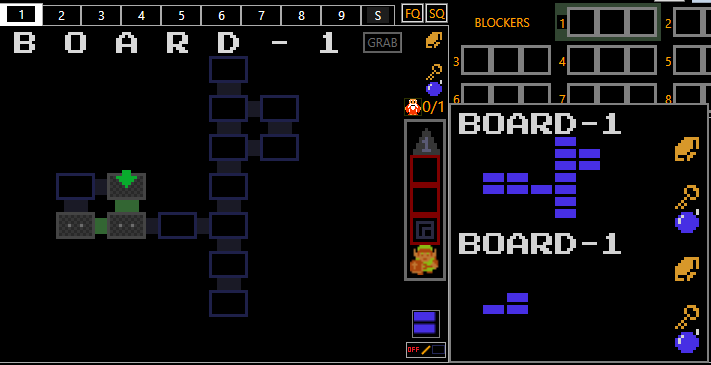 1 2 3 4 5 6 7 8 9 S FQ SQ
BOARD-1
GRAB
0/1
1
OFF
BLOCKERS
1
2
3
4
5
6
7
8
BOARD-1
BOARD-1